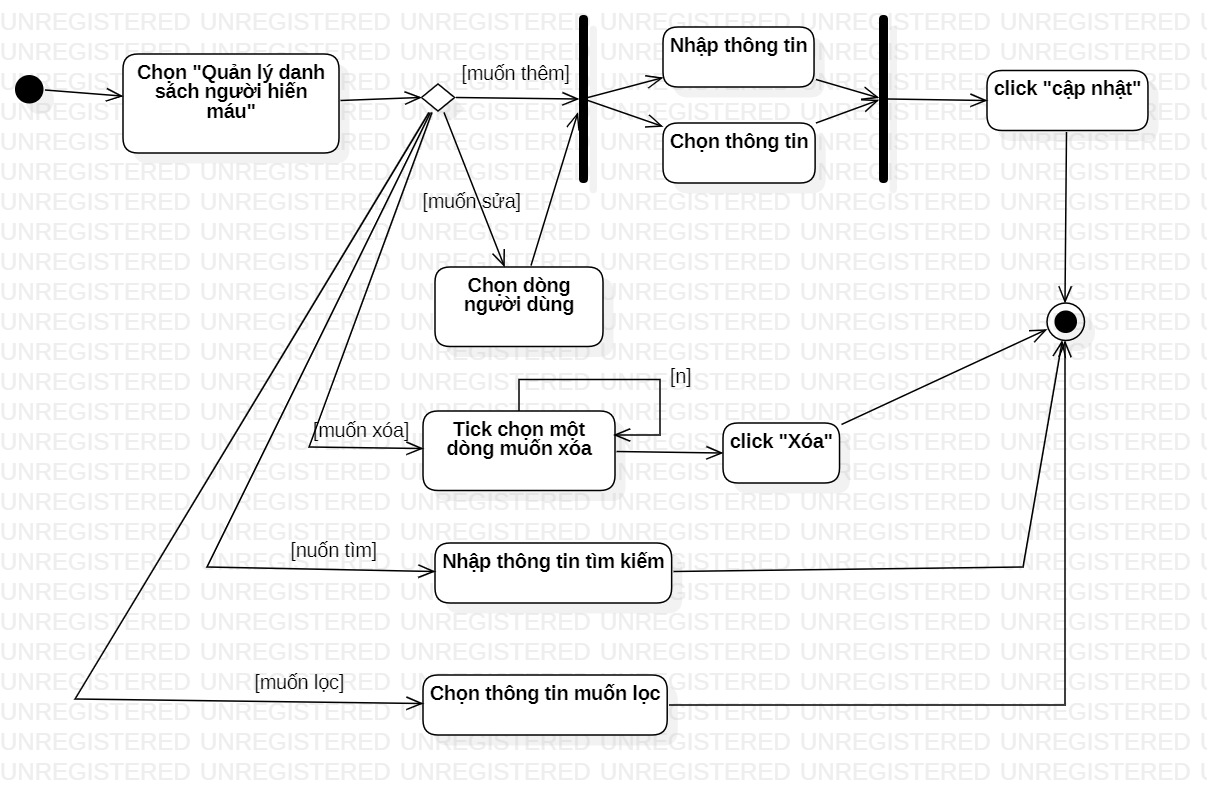 Chọn "Quản lý danh
sách người hiến
máu"
[muốn thêm]
Nhập thông tin
Chọn thông tin
click "cập nhật"
[muốn sửa]
Chọn dòng
người dùng
[n]
[muốn xóa]
Tick chọn một
dòng muốn xóa
click "Xóa"
[nuốn tìm]
Nhập thông tin tìm kiếm
[muốn lọc]
Chọn thông tin muốn lọc
UNREGISTERED